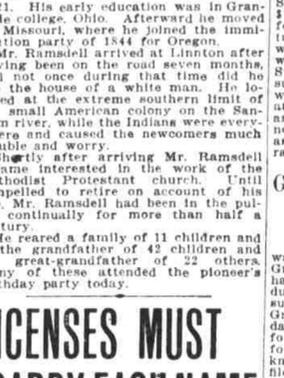 21. His early education was in Gran-
le college, Ohio. Afterward he moved
Missouri, where he joined the immi-
ation party of 1844 for Oregon.
Mr. Ramsdell arrived at Linnton after
ving been on the road seven months,
d not once during that time did he
the house of a white man. He lo-
ed at the extreme southern limit of
small American colony on the San-
m river, while the Indians were every-
ere and caused the newcomers much
uble and worry.
Shortly after arriving Mr. Ramsdell
ame interested in the work of the
thodist Protestant church. Until
mpelled to retire on account of his
, Mr. Ramsdell had been in the pul-
continually for more than half a
tury.
He reared a family of 11 children and
the grandfather of 42 children and
great-grandfather of 22 others.
ny of these attended the pioneer's
thday party today.
ICENSES MUST